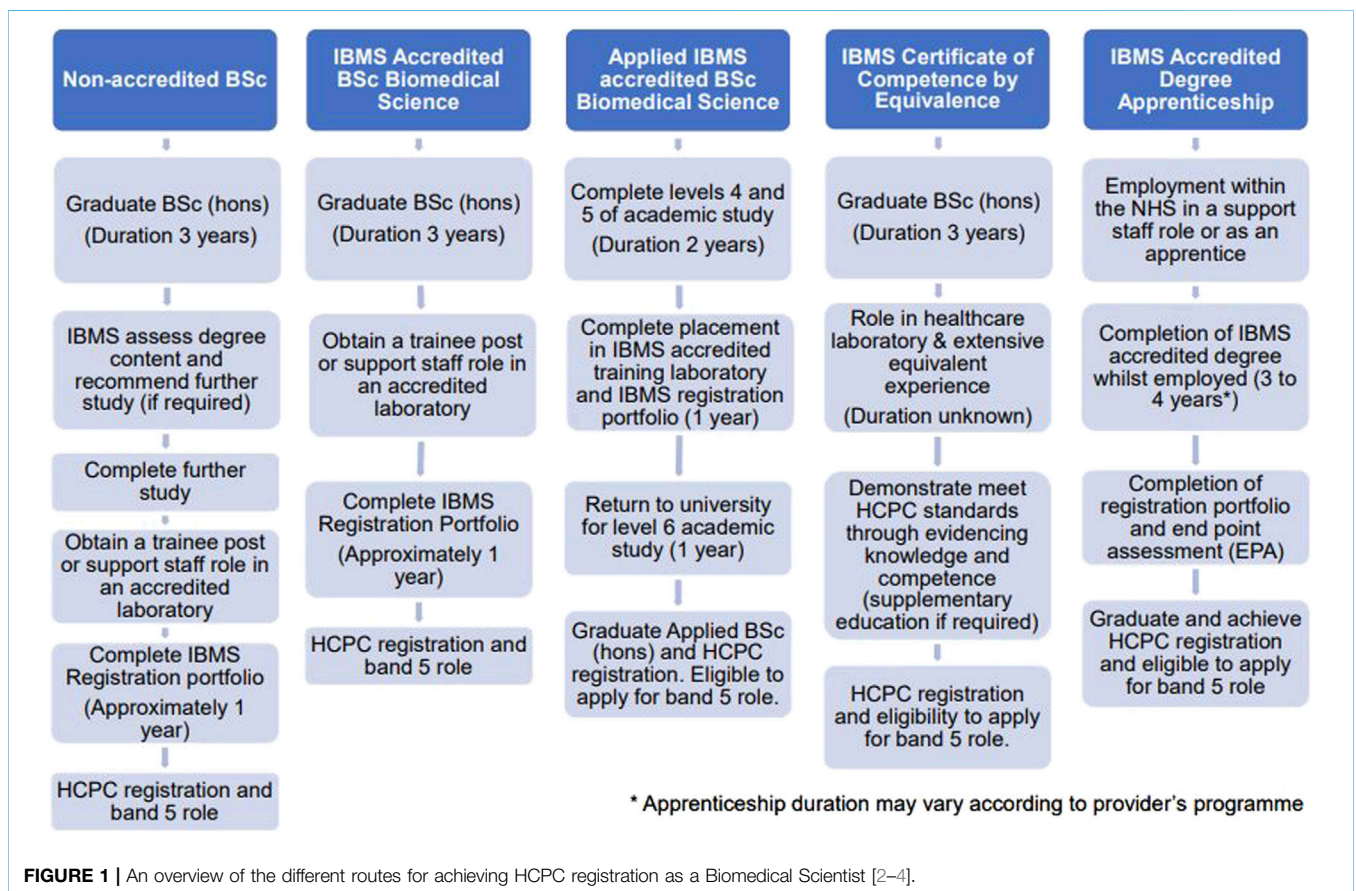 Non-accredited BSc
Graduate BSc (hons)
(Duration 3 years)
IBMS assess degree
content and
recommend further
study (if required)
Complete further
study
Obtain a trainee post
or support staff role in
an accredited
laboratory
Complete IBMS
Registration portfolio
(Approximately 1
year)
HCPC registration and
band 5 role
IBMS Accredited
BSc Biomedical
Science
Graduate BSc (hons)
(Duration 3 years)
Obtain a trainee post
or support staff role in
an accredited
laboratory
Complete IBMS
Registration Portfolio
(Approximately 1
year)
HCPC registration and
band 5 role
Applied IBMS
accredited BSc
Biomedical Science
Complete levels 4 and
5 of academic study
(Duration 2 years)
Complete placement
in IBMS accredited
training laboratory
and IBMS registration
portfolio (1 year)
Return to university
for level 6 academic
study (1 year)
Graduate Applied BSc
(hons) and HCPC
registration. Eligible to
apply for band 5 role.
IBMS Certificate of
Competence by
Equivalence
Graduate BSc (hons)
(Duration 3 years)
Role in healthcare
laboratory & extensive
equivalent
experience
(Duration unknown)
Demonstrate meet
HCPC standards
through evidencing
knowledge and
competence
(supplementary
education if required)
HCPC registration
and eligibility to apply
for band 5 role.
IBMS Accredited
Degree
Apprenticeship
Employment within
the NHS in a support
staff role or as an
apprentice
Completion of IBMS
accredited degree
whilst employed (3 to
4 years*)
Completion of
registration portfolio
and end point
assessment (EPA)
Graduate and achieve
HCPC registration
and eligible to apply
for band 5 role
* Apprenticeship duration may vary according to provider's programme
FIGURE 1 | An overview of the different routes for achieving HCPC registration as a Biomedical Scientist [2–4].